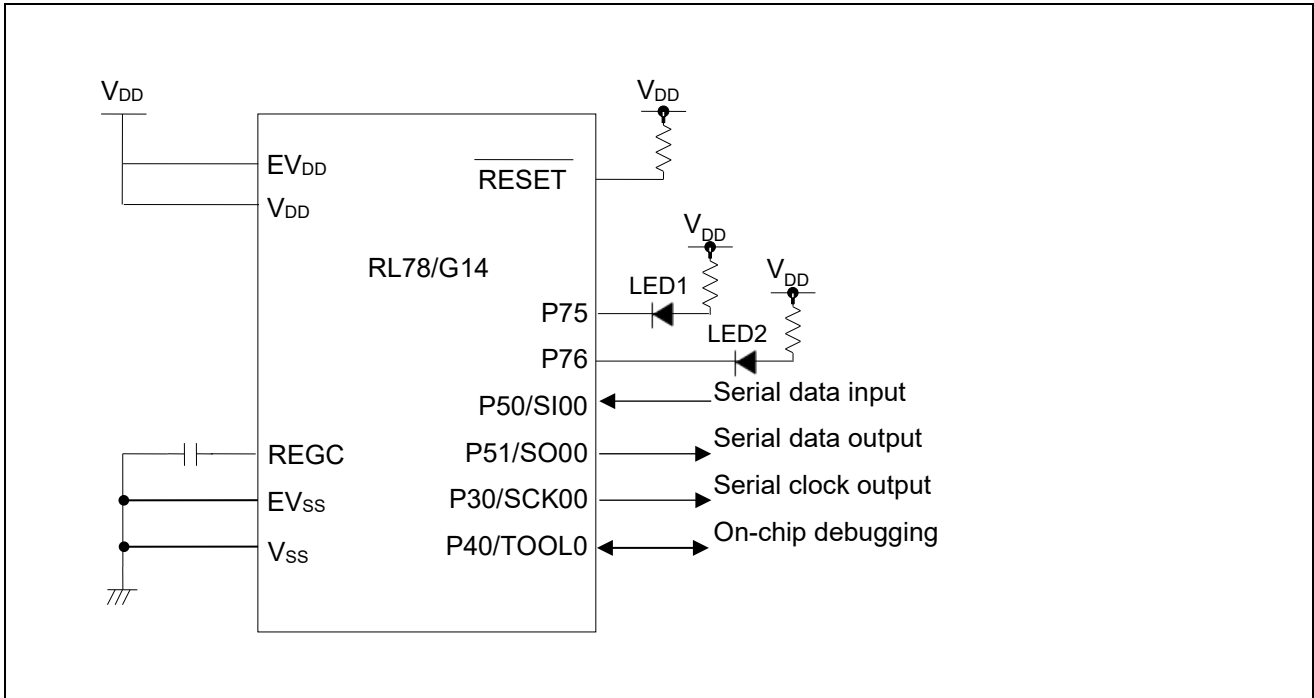 VDD
EVDD
VDD
RL78/G14
REGC
EVSS
VSS
VDD
RESET
VDD
LED1
P75
VDD
LED2
P76
P50/SI00
Serial data input
P51/SO00
Serial data output
P30/SCK00
Serial clock output
P40/TOOL0
On-chip debugging